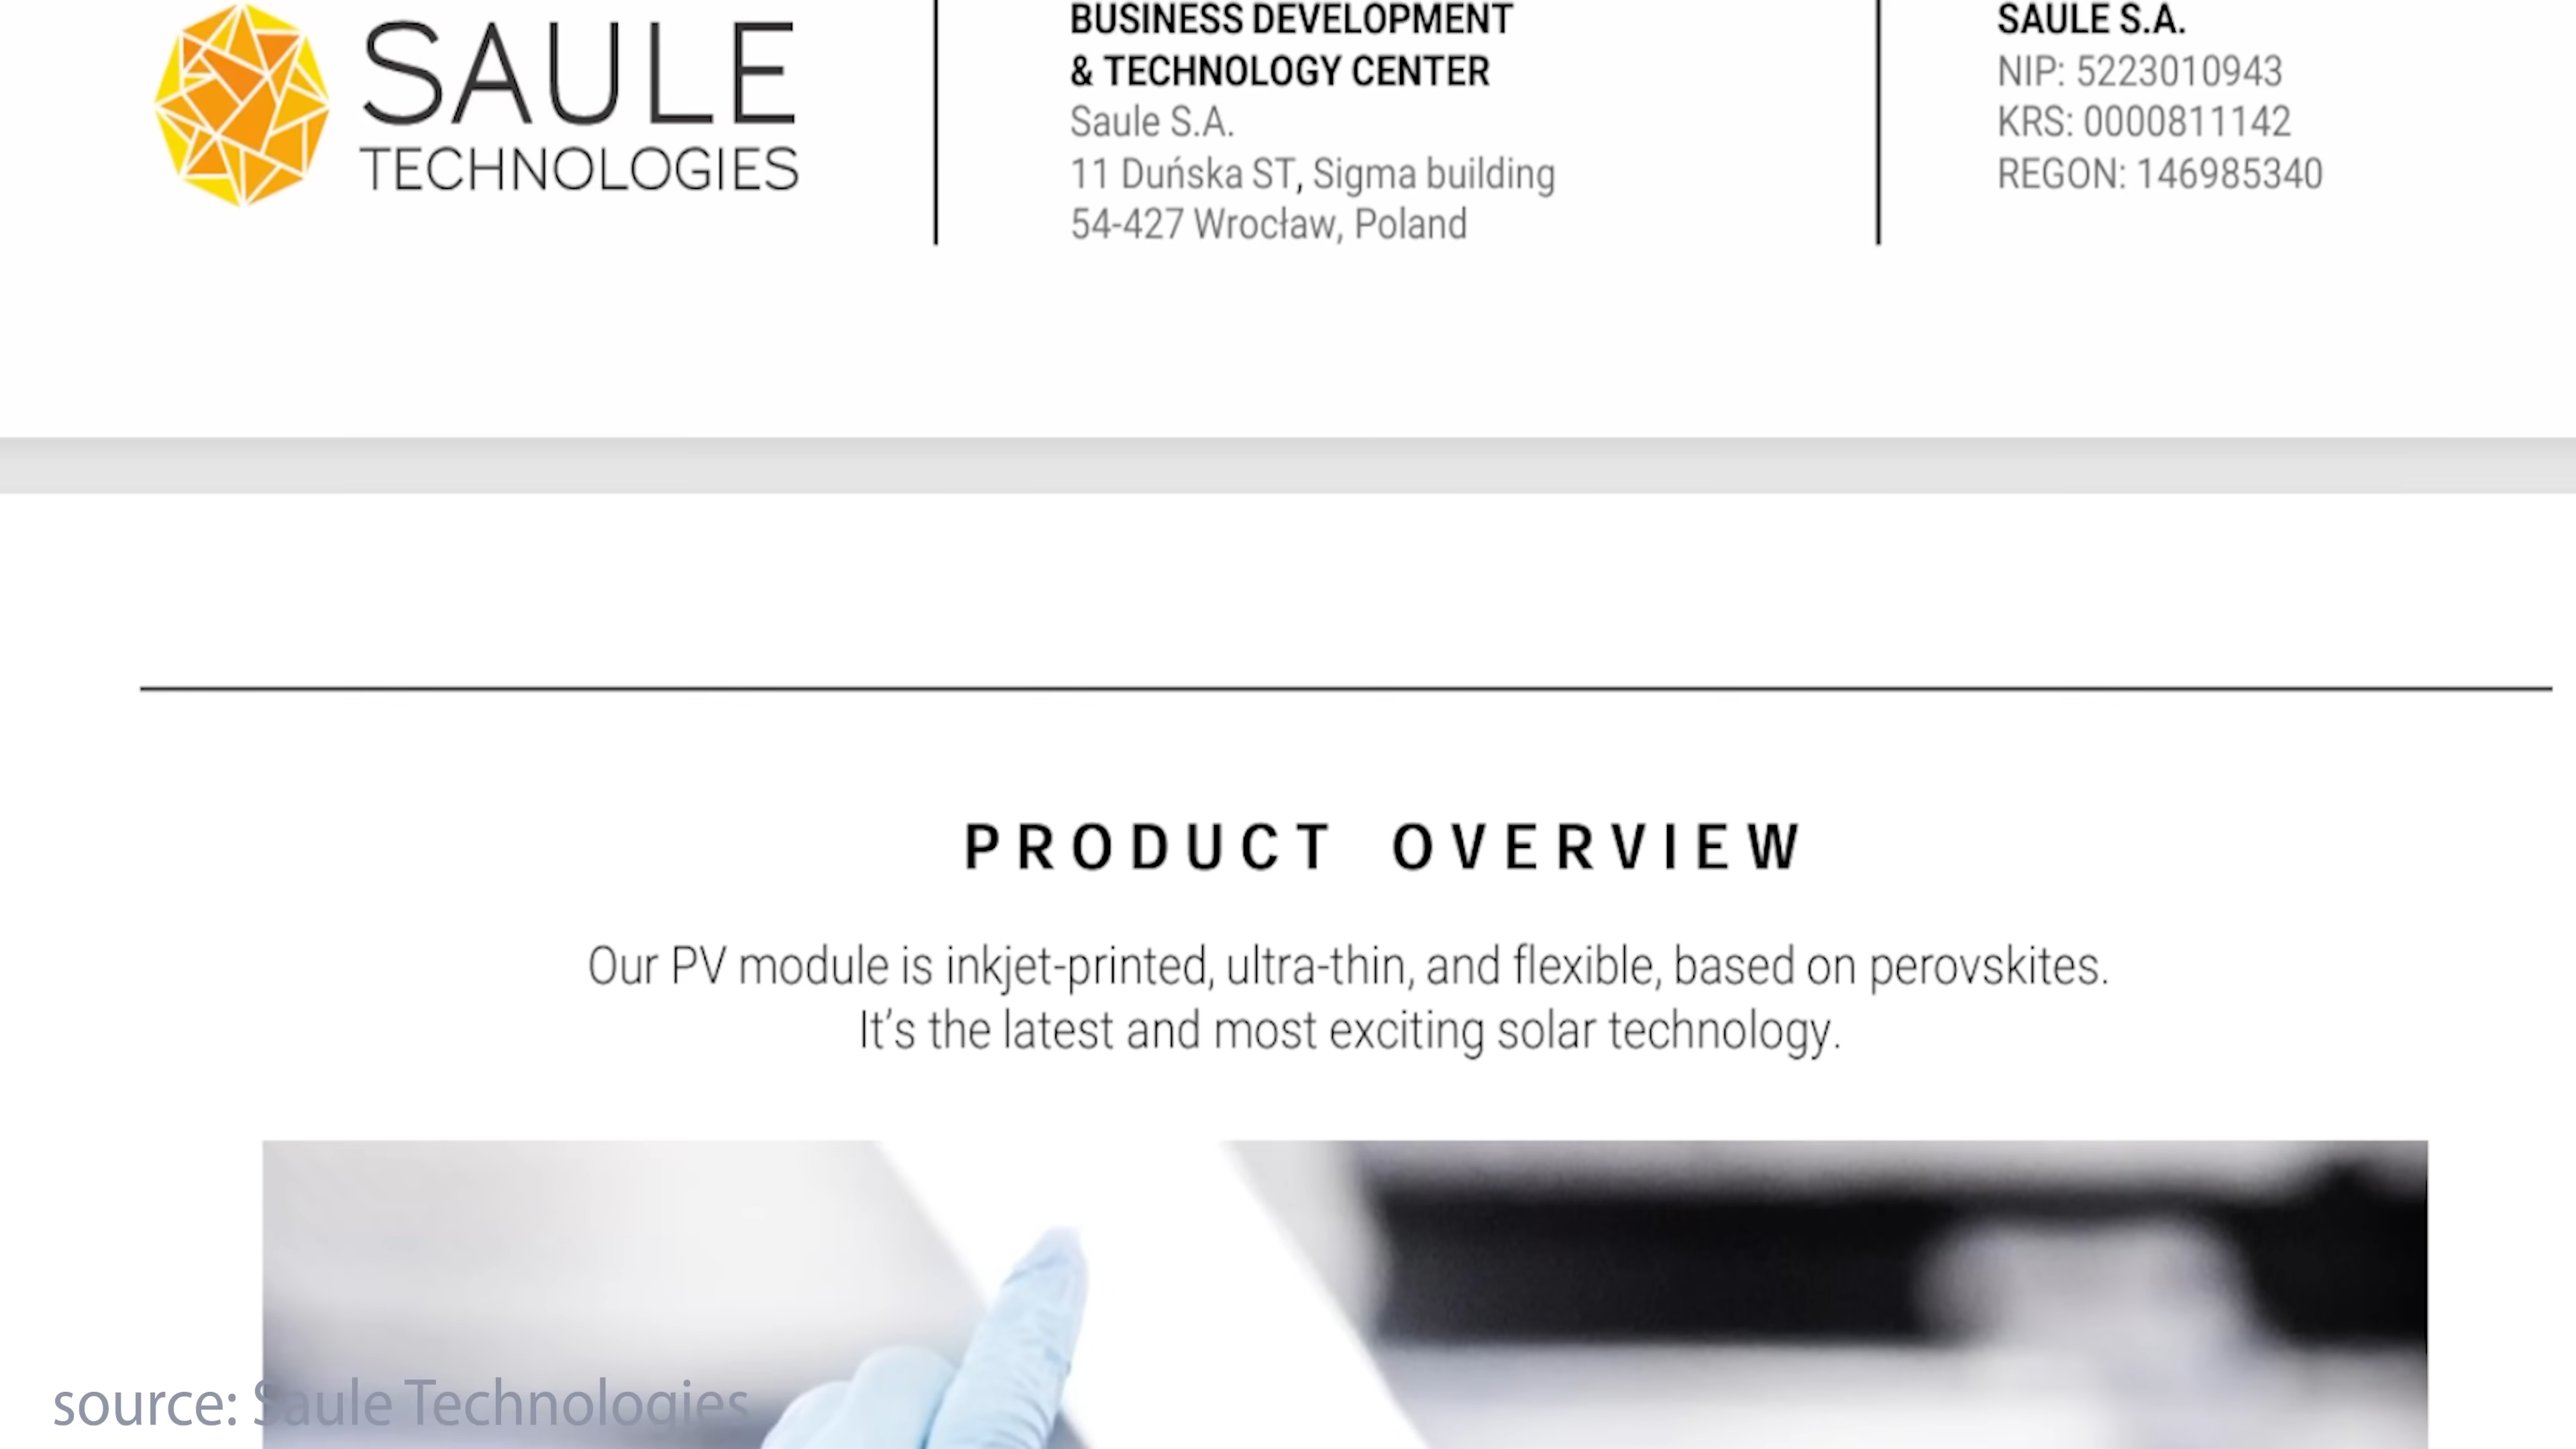 SAULE
TECHNOLOGIES
BUSINESS DEVELOPMENT
& TECHNOLOGY CENTER
Saule S.A.
11 Duńska ST, Sigma building
54-427 Wrocław, Poland
SAULE S.A.
NIP: 5223010943
KRS: 0000811142
REGON: 146985340
PRODUCT OVERVIEW
Our PV module is inkjet-printed, ultra-thin, and flexible, based on perovskites.
It's the latest and most exciting solar technology.
source: Saule Technologies